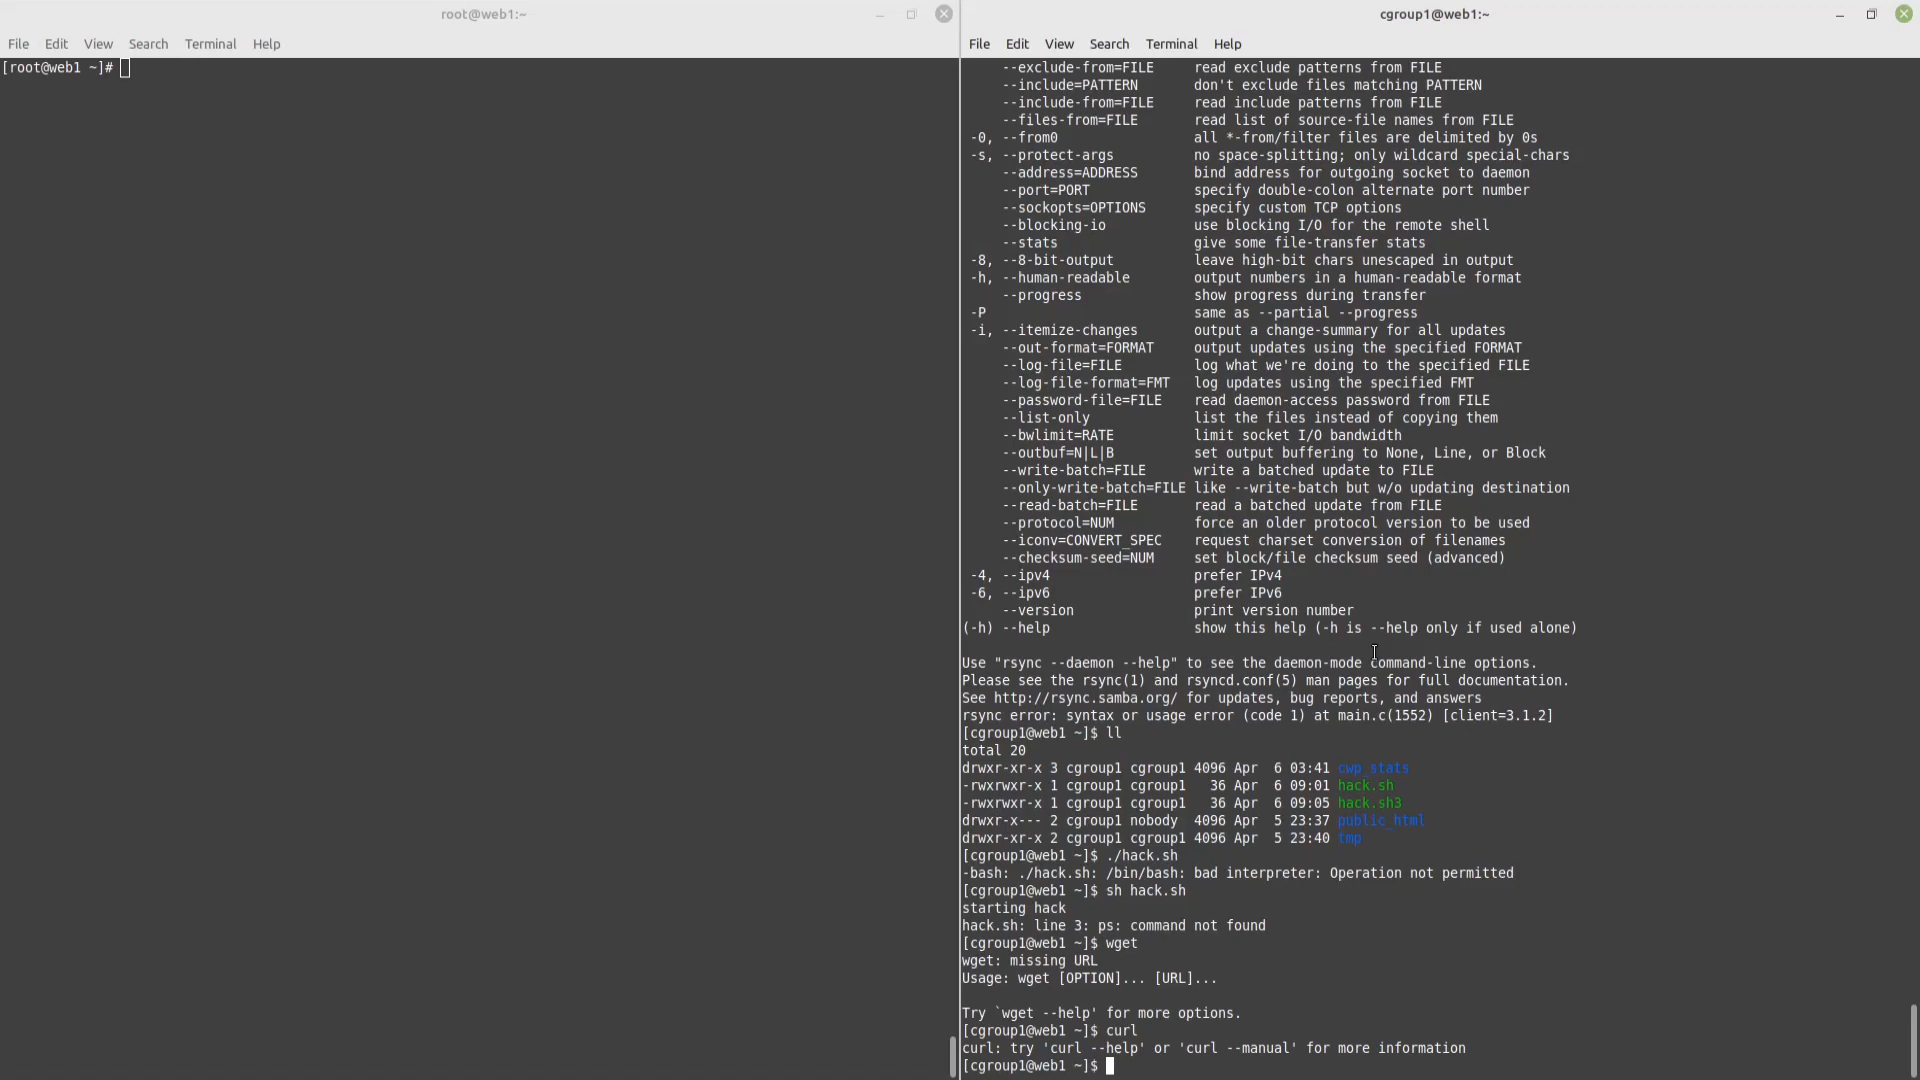 root@web1:~
File Edit View Search Terminal Help
[root@web1 ~]#
cgroup1@web1:~
File Edit View Search Terminal Help
     --exclude-from=FILE     read exclude patterns from FILE
     --include=PATTERN       don't exclude files matching PATTERN
     --include-from=FILE     read include patterns from FILE
     --files-from=FILE       read list of source-file names from FILE
 -0, --from0                 all *-from/filter files are delimited by 0s
 -s, --protect-args          no space-splitting; only wildcard special-chars
     --address=ADDRESS       bind address for outgoing socket to daemon
     --port=PORT             specify double-colon alternate port number
     --sockopts=OPTIONS      specify custom TCP options
     --blocking-io           use blocking I/O for the remote shell
     --stats                 give some file-transfer stats
 -8, --8-bit-output          leave high-bit chars unescaped in output
 -h, --human-readable        output numbers in a human-readable format
     --progress              show progress during transfer
 -P                          same as --partial --progress
 -i, --itemize-changes       output a change-summary for all updates
     --out-format=FORMAT     output updates using the specified FORMAT
     --log-file=FILE         log what we're doing to the specified FILE
     --log-file-format=FMT   log updates using the specified FMT
     --password-file=FILE    read daemon-access password from FILE
     --list-only             list the files instead of copying them
     --bwlimit=RATE          limit socket I/O bandwidth
     --outbuf=N|L|B          set output buffering to None, Line, or Block
     --write-batch=FILE      write a batched update to FILE
     --only-write-batch=FILE like --write-batch but w/o updating destination
     --read-batch=FILE       read a batched update from FILE
     --protocol=NUM          force an older protocol version to be used
     --iconv=CONVERT_SPEC    request charset conversion of filenames
     --checksum-seed=NUM     set block/file checksum seed (advanced)
 -4, --ipv4                  prefer IPv4
 -6, --ipv6                  prefer IPv6
     --version               print version number
(-h) --help                  show this help (-h is --help only if used alone)
Use "rsync --daemon --help" to see the daemon-mode command-line options.
Please see the rsync(1) and rsyncd.conf(5) man pages for full documentation.
See http://rsync.samba.org/ for updates, bug reports, and answers
rsync error: syntax or usage error (code 1) at main.c(1552) [client=3.1.2]
[cgroup1@web1 ~]$ ll
total 20
drwxr-xr-x 3 cgroup1 cgroup1 4096 Apr  6 03:41 cwp_stats
-rwxrwxr-x 1 cgroup1 cgroup1   36 Apr  6 09:01 hack.sh
-rwxrwxr-x 1 cgroup1 cgroup1   36 Apr  6 09:05 hack.sh3
drwxr-x--- 2 cgroup1 nobody  4096 Apr  5 23:37 public_html
drwxr-xr-x 2 cgroup1 cgroup1 4096 Apr  5 23:40 tmp
[cgroup1@web1 ~]$ ./hack.sh
-bash: ./hack.sh: /bin/bash: bad interpreter: Operation not permitted
[cgroup1@web1 ~]$ sh hack.sh
starting hack
hack.sh: line 3: ps: command not found
[cgroup1@web1 ~]$ wget
wget: missing URL
Usage: wget [OPTION]... [URL]...
Try `wget --help' for more options.
[cgroup1@web1 ~]$ curl
curl: try 'curl --help' or 'curl --manual' for more information
[cgroup1@web1 ~]$